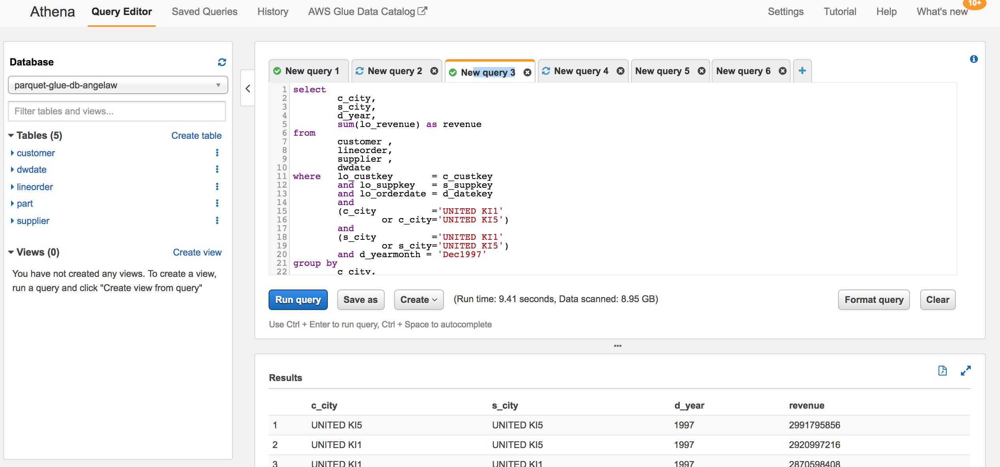 Athena Query Editor Saved Queries History AWS Glue Data Catalog Settings Tutorial Help What's new 10+
Database
parquet-glue-db-angelaw
Filter tables and views...
Tables (5) Create table
customer
dwdate
lineorder
part
supplier
Views (0) Create view
You have not created any views. To create a view,
run a query and click "Create view from query"
New query 1 New query 2 New query 3 New query 4 New query 5 New query 6 +
1 select
2 c_city,
3 s_city,
4 d_year,
5 sum(lo_revenue) as revenue
6 from
7 customer ,
8 lineorder,
9 supplier ,
10 dwdate
11 where lo_custkey = c_custkey
12 and lo_suppkey = s_suppkey
13 and lo_orderdate = d_datekey
14 and
15 (c_city ='UNITED KI1'
16 or c_city='UNITED KI5')
17 and
18 (s_city ='UNITED KI1'
19 or s_city='UNITED KI5')
20 and d_yearmonth = 'Dec1997'
21 group by
22 c_city,
Run query Save as Create (Run time: 9.41 seconds, Data scanned: 8.95 GB) Format query Clear
Use Ctrl + Enter to run query, Ctrl + Space to autocomplete
Results
c_city s_city d_year revenue
1 UNITED KI5 UNITED KI5 1997 2991795856
2 UNITED KI1 UNITED KI5 1997 2920997216
3 UNITED KI1 UNITED KI1 1997 2870598408